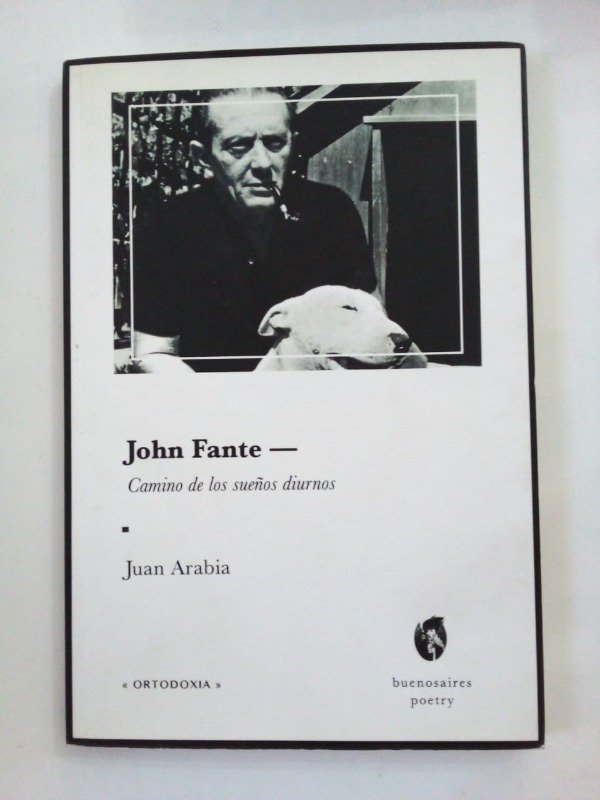 John Fante —
Camino de los sueños diurnos
Juan Arabia
« ORTODOXIA »
buenosaires
poetry